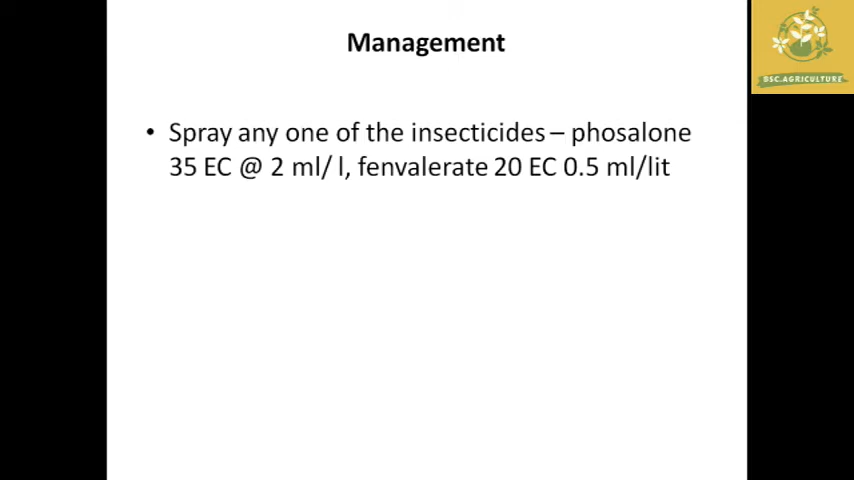 Management
BSC.AGRICULTURE
• Spray any one of the insecticides – phosalone
35 EC @ 2 ml/ l, fenvalerate 20 EC 0.5 ml/lit